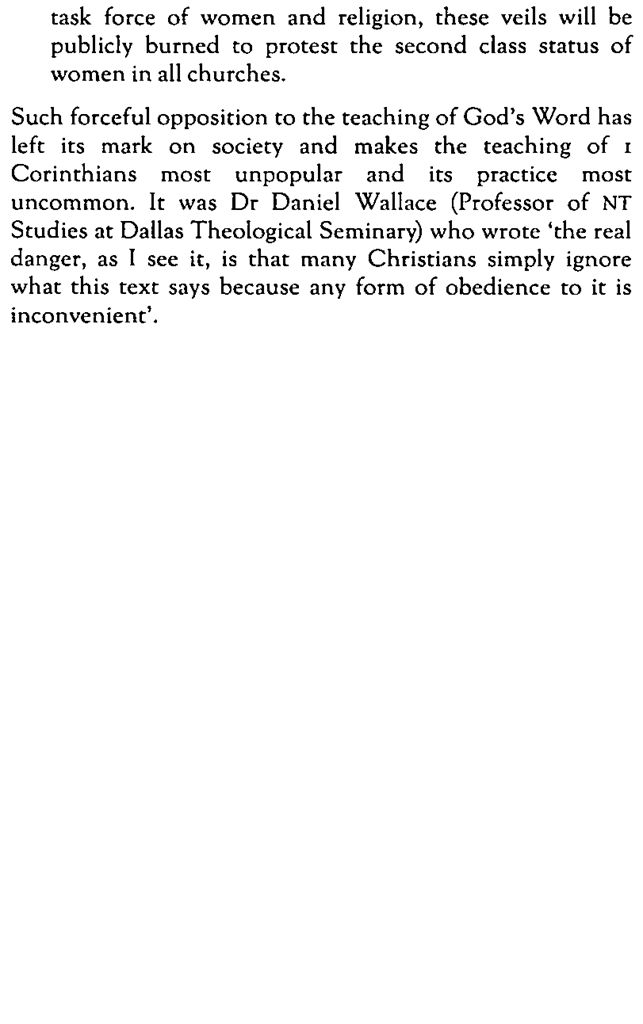 task force of women and religion, these veils will be
publicly burned to protest the second class status of
women in all churches.
Such forceful opposition to the teaching of God's Word has
left its mark on society and makes the teaching of 1
Corinthians most unpopular and its practice most
uncommon. It was Dr Daniel Wallace (Professor of NT
Studies at Dallas Theological Seminary) who wrote ‘the real
danger, as I see it, is that many Christians simply ignore
what this text says because any form of obedience to it is
inconvenient’.